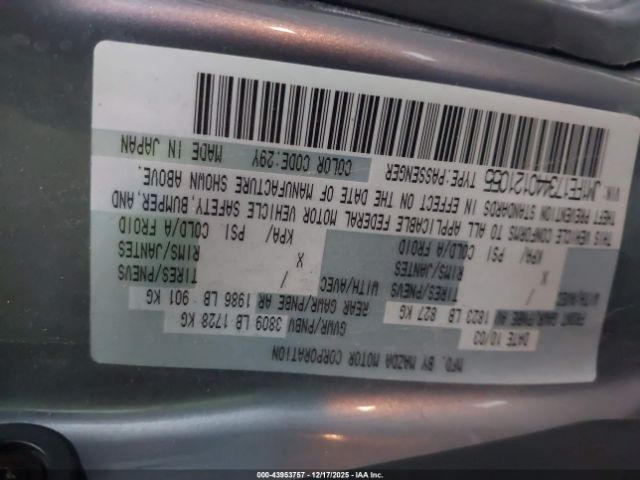 MFD. BY MAZDA MOTOR CORPORATION
DATE 10/03 GVWR/PNBV 3809 LB 1728 KG
FRONT GAWR/PNBE AV 1823 LB 827 KG REAR GAWR/PNBE AR 1986 LB 901 KG
WITH/AVEC WITH/AVEC
TIRES/PNEUS / TIRES/PNEUS /
RIMS/JANTES X RIMS/JANTES X
COLD/A FROID KPA/ PSI COLD/A FROID KPA/ PSI
THIS VEHICLE CONFORMS TO ALL APPLICABLE FEDERAL MOTOR VEHICLE SAFETY, BUMPER, AND
THEFT PREVENTION STANDARDS IN EFFECT ON THE DATE OF MANUFACTURE SHOWN ABOVE.
VIN: JM1FE173440121055 TYPE:PASSENGER COLOR CODE:29Y MADE IN JAPAN
000-43953757 - 12/17/2025 - IAA Inc.